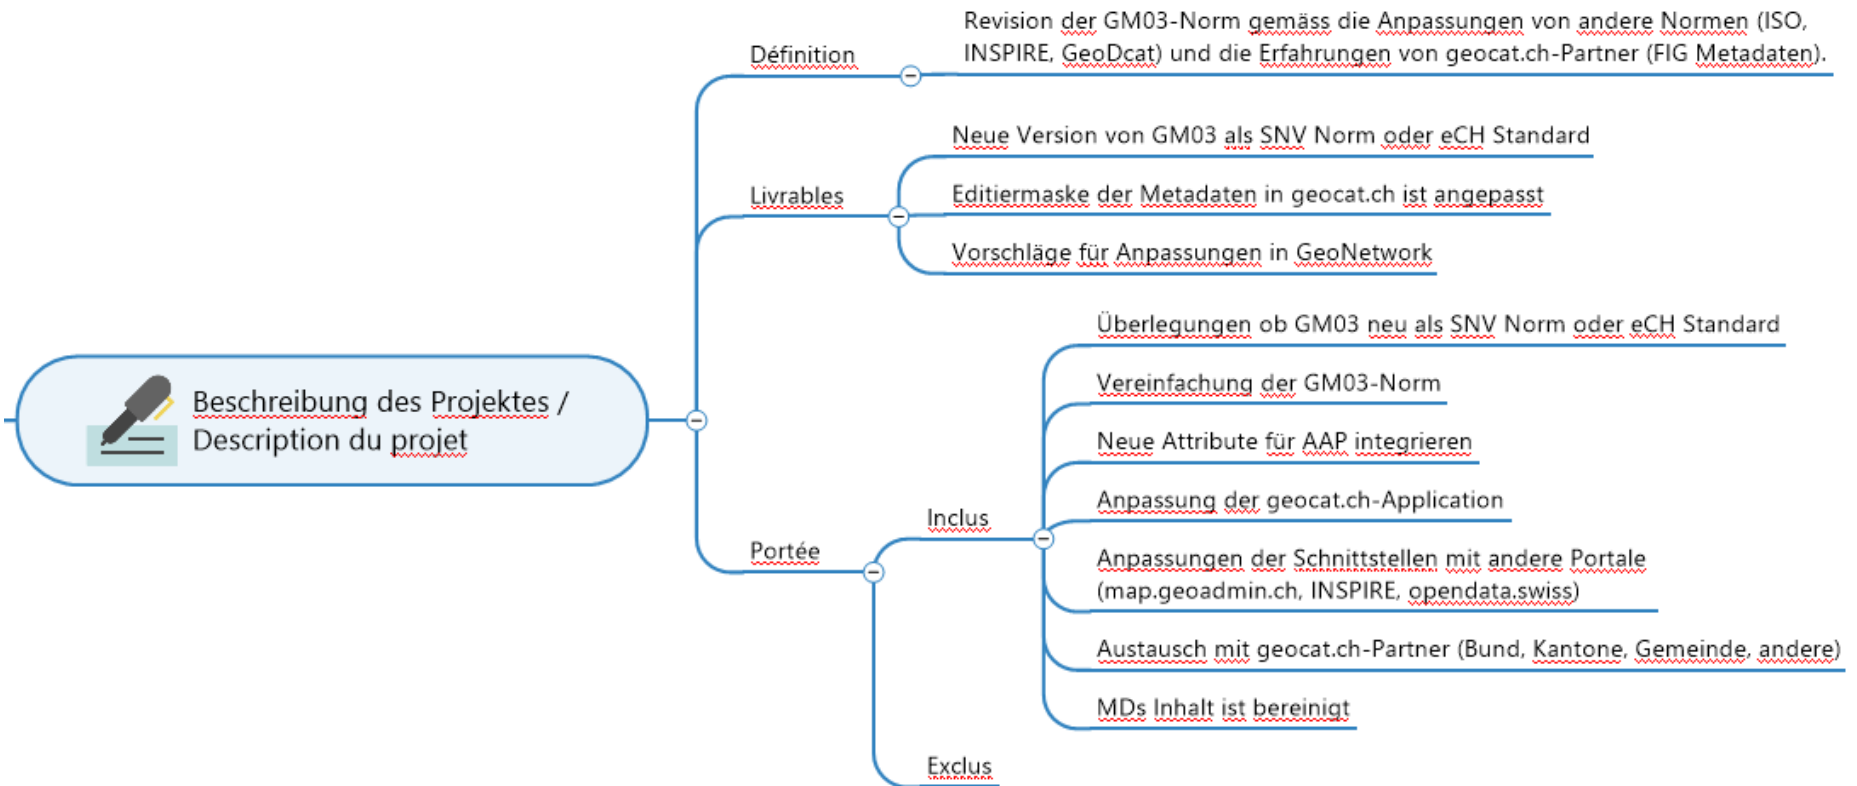 Définition
Revision der GM03-Norm gemäss die Anpassungen von andere Normen (ISO,
INSPIRE, GeoDcat) und die Erfahrungen von geocat.ch-Partner (FIG Metadaten).
Livrables
Neue Version von GM03 als SNV Norm oder eCH Standard
Editiermaske der Metadaten in geocat.ch ist angepasst
Vorschläge für Anpassungen in GeoNetwork
Beschreibung des Projektes /
Description du projet
Portée
Inclus
Überlegungen ob GM03 neu als SNV Norm oder eCH Standard
Vereinfachung der GM03-Norm
Neue Attribute für AAP integrieren
Anpassung der geocat.ch-Application
Anpassungen der Schnittstellen mit andere Portale
(map.geoadmin.ch, INSPIRE, opendata.swiss)
Austausch mit geocat.ch-Partner (Bund, Kantone, Gemeinde, andere)
MDs Inhalt ist bereinigt
Exclus